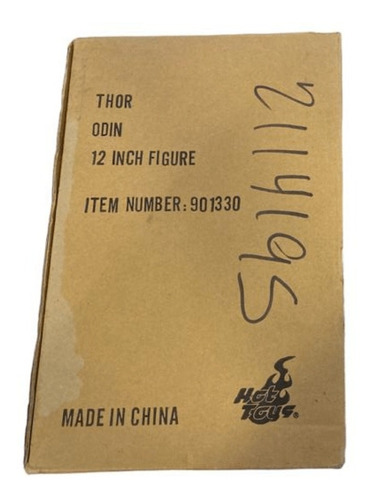 THOR
ODIN
12 INCH FIGURE
ITEM NUMBER: 901330
2114195
Hot
Toys®
MADE IN CHINA